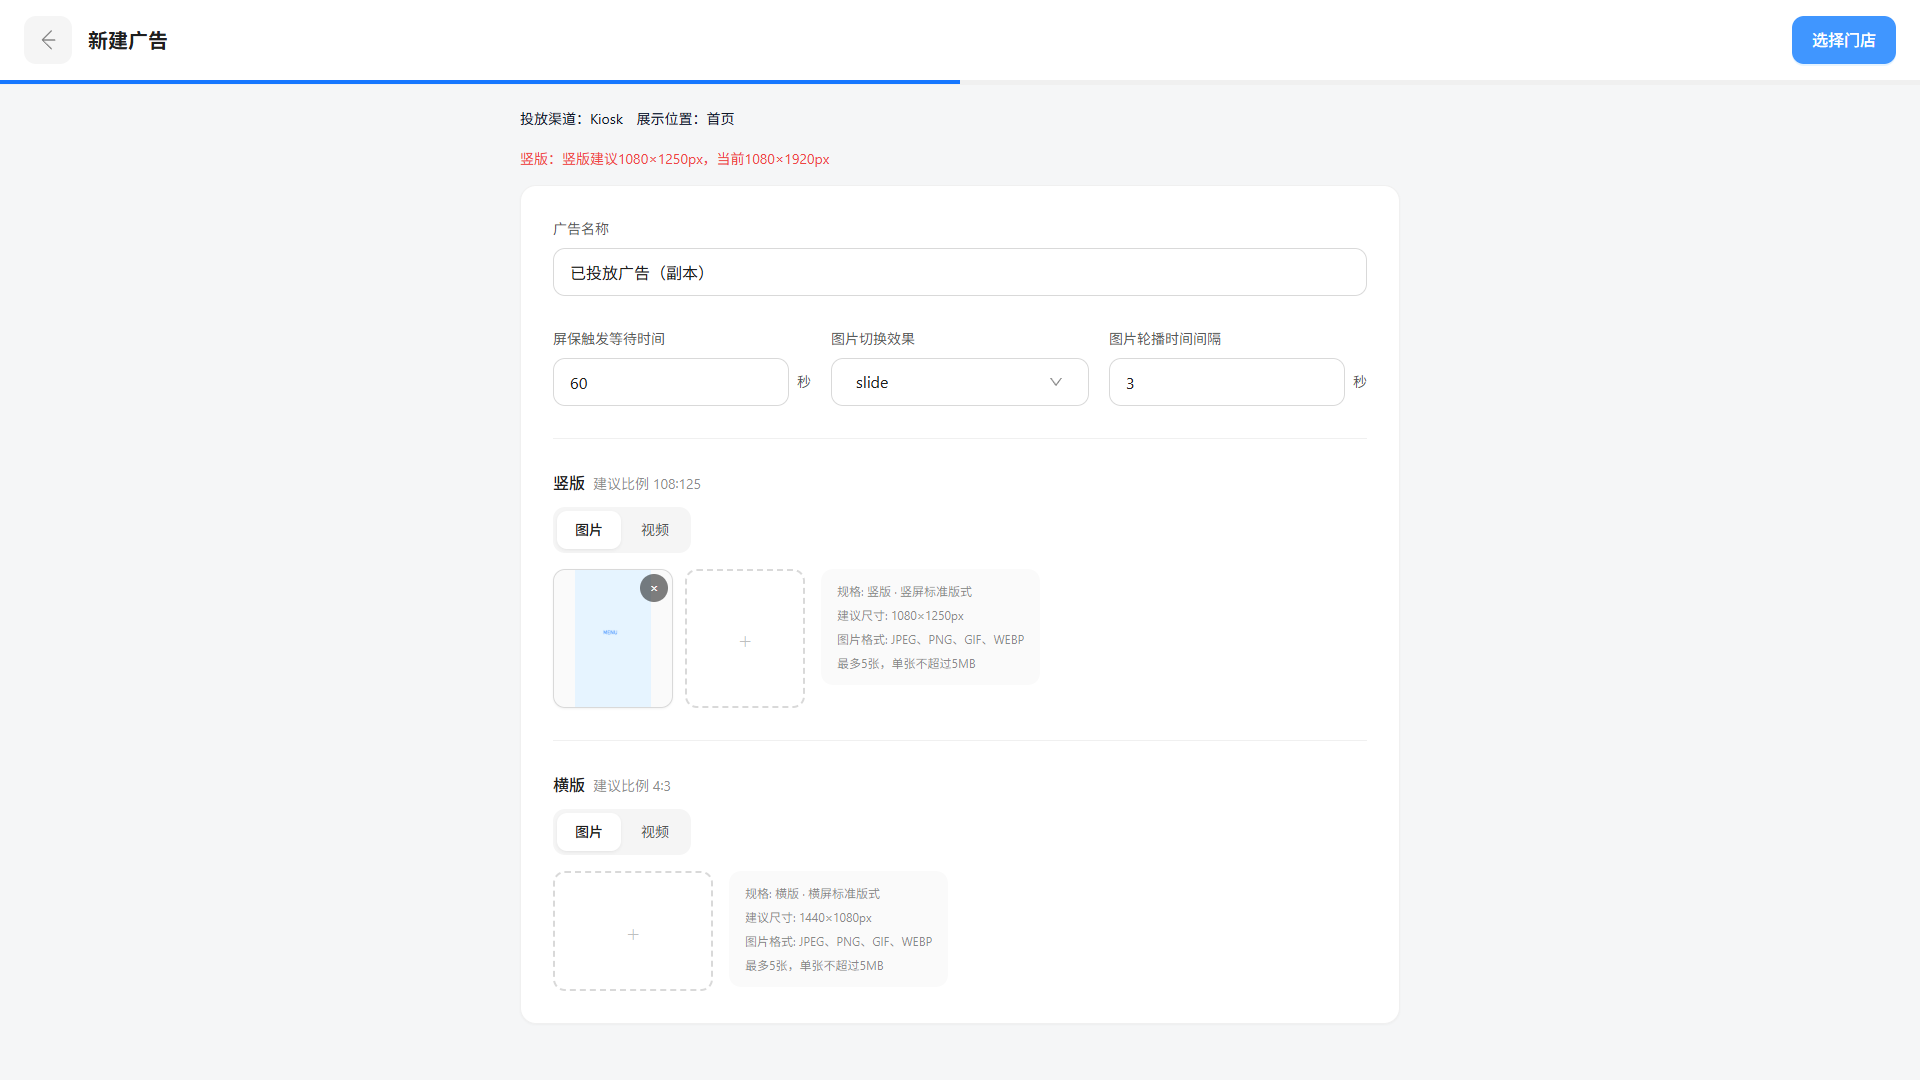 新建广告
选择门店
投放渠道：Kiosk 展示位置：首页
竖版：竖版建议1080×1250px，当前1080×1920px
广告名称
已投放广告（副本）
屏保触发等待时间
图片切换效果
图片轮播时间间隔
60 秒
slide
3 秒
竖版 建议比例 108:125
图片 视频
MENU
规格: 竖版 · 竖屏标准版式
建议尺寸: 1080×1250px
图片格式: JPEG、PNG、GIF、WEBP
最多5张，单张不超过5MB
横版 建议比例 4:3
图片 视频
规格: 横版 · 横屏标准版式
建议尺寸: 1440×1080px
图片格式: JPEG、PNG、GIF、WEBP
最多5张，单张不超过5MB